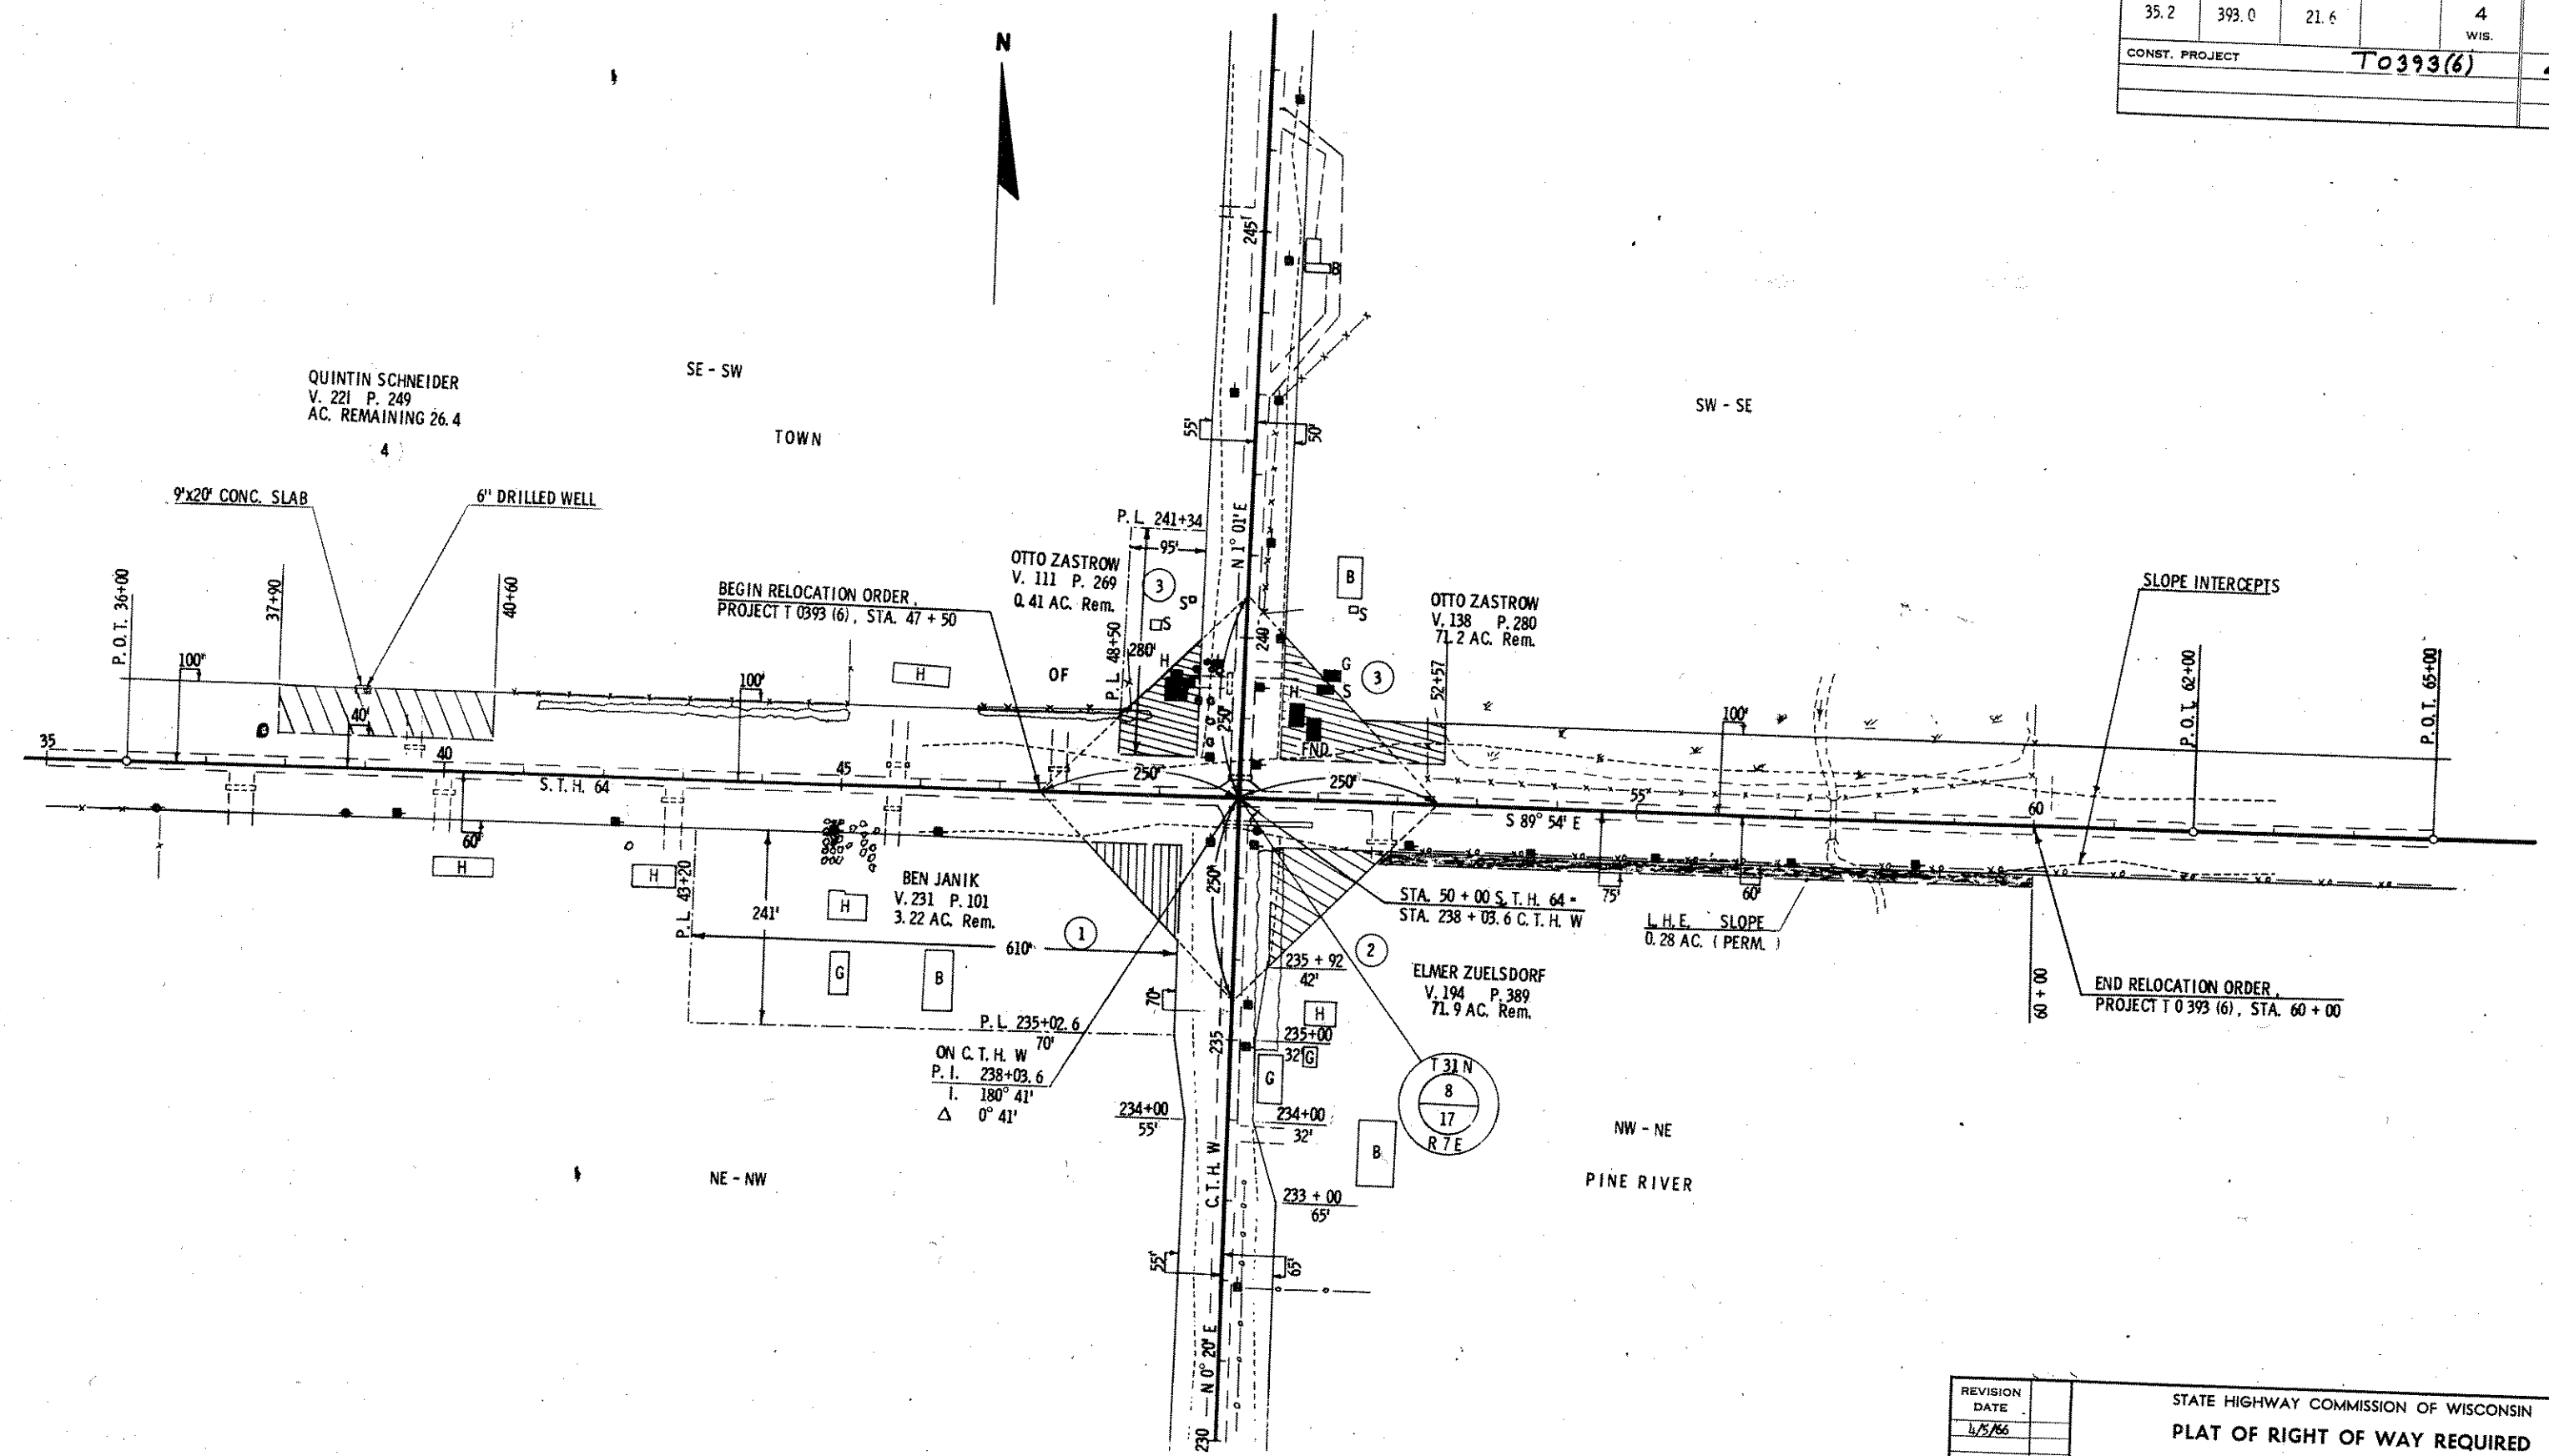 35.2 393.0 21.6 4
WIS.
CONST. PROJECT T0393(6)
N
QUINTIN SCHNEIDER
V. 221 P. 249
AC. REMAINING 26.4
4
SE - SW
TOWN
SW - SE
245
B
55'
50'
9'x20' CONC. SLAB
6" DRILLED WELL
P. O. T. 36+00
37+90
40+60
BEGIN RELOCATION ORDER,
PROJECT T 0393 (6), STA. 47 + 50
P. L. 241+34
95'
OTTO ZASTROW
V. 111 P. 269
0.41 AC. Rem.
3
S
S
N 1° 01' E
B
S
OTTO ZASTROW
V. 138 P. 280
71.2 AC. Rem.
SLOPE INTERCEPTS
P. O. T. 62+00
P. O. T. 65+00
100'
100'
H
OF
P. L. 48+50
280'
H
240
G
S
H
3
52+57
100'
40'
250'
FND.
35
40
S. T. H. 64
45
250'
250'
55
S 89° 54' E
60
60'
H
H
P. L. 43+20
241'
H
BEN JANIK
V. 231 P. 101
3.22 AC. Rem.
610'
1
250'
STA. 50 + 00 S. T. H. 64 =
STA. 238 + 03.6 C. T. H. W
75'
60'
L. H. E. SLOPE
0.28 AC. ( PERM. )
G
B
235 + 92
42'
2
ELMER ZUELSDORF
V. 194 P. 389
71.9 AC. Rem.
60 + 00
END RELOCATION ORDER,
PROJECT T 0 393 (6), STA. 60 + 00
70'
H
P. L. 235+02.6
70'
235
235+00
32'
G
G
ON C. T. H. W
P. I. 238+03.6
I. 180° 41'
Δ 0° 41'
T 31 N
8
17
R 7 E
234+00
55'
234+00
32'
B
NW - NE
PINE RIVER
NE - NW
C. T. H. W
233 + 00
65'
55'
65'
N 0° 20' E
230
REVISION
DATE
4/5/66
STATE HIGHWAY COMMISSION OF WISCONSIN
PLAT OF RIGHT OF WAY REQUIRED